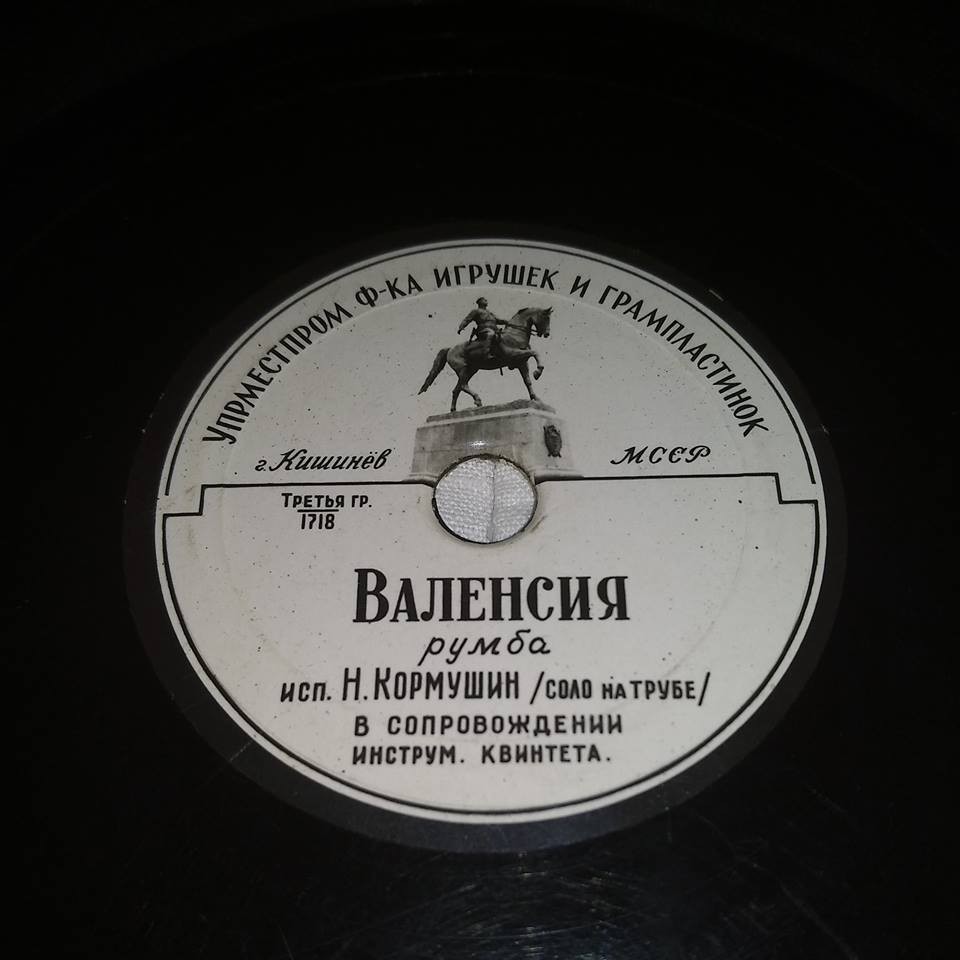 Упрместпром Ф-КА ИГРУШЕК И ГРАМПЛАСТИНОК
г. Кишинёв МССР
ТРЕТЬЯ ГР.
1718
ВАЛЕНСИЯ
румба
ИСП. Н. КОРМУШИН /СОЛО НА ТРУБЕ/
В СОПРОВОЖДЕНИИ
ИНСТРУМ. КВИНТЕТА.